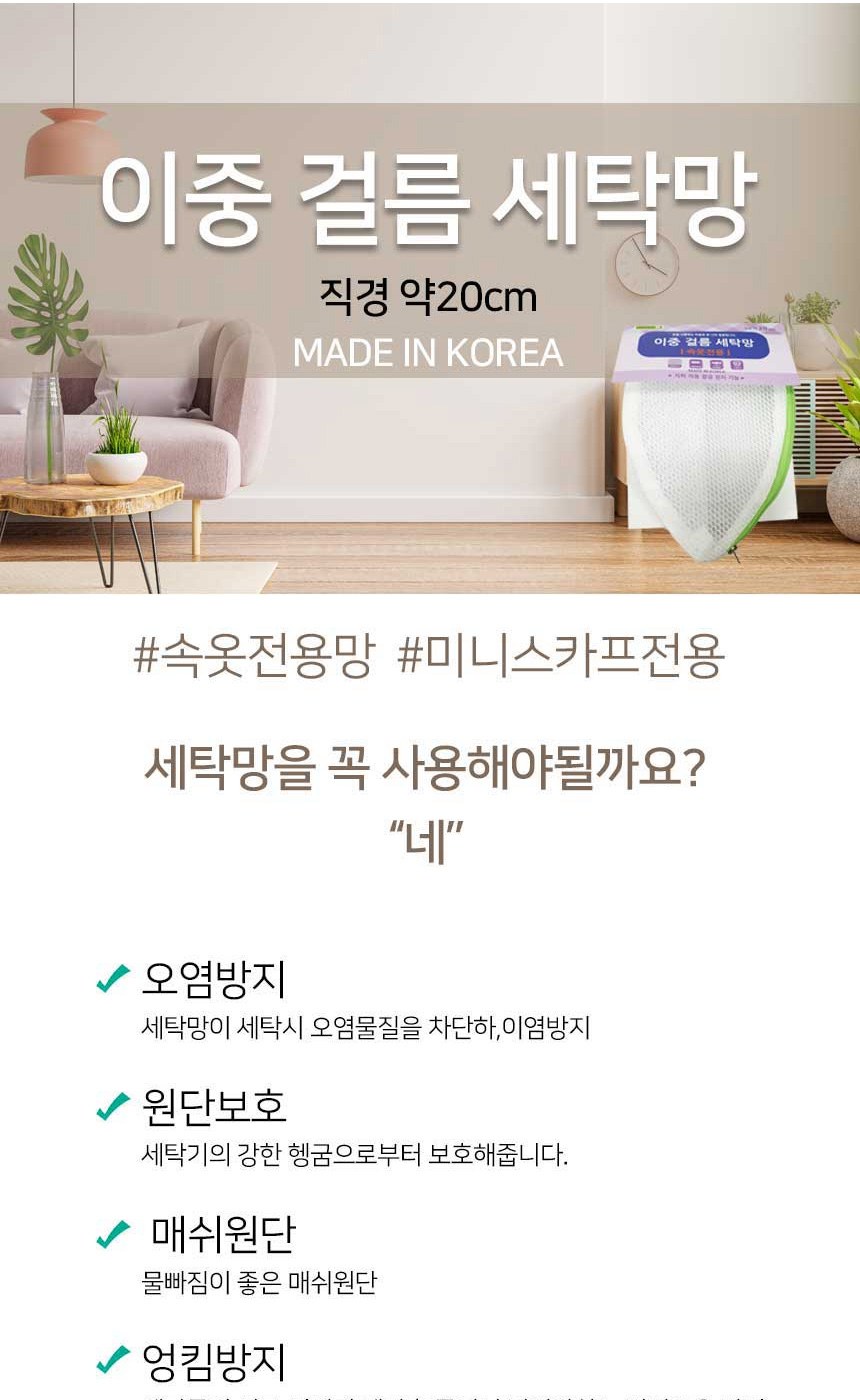 이중 걸름 세탁망
직경 약20cm
MADE IN KOREA
이중 걸름 세탁망
속옷전용
#속옷전용망 #미니스카프전용
세탁망을 꼭 사용해야될까요?
“네”
오염방지
세탁망이 세탁시 오염물질을 차단하,이염방지
원단보호
세탁기의 강한 헹굼으로부터 보호해줍니다.
매쉬원단
물빠짐이 좋은 매쉬원단
엉킴방지